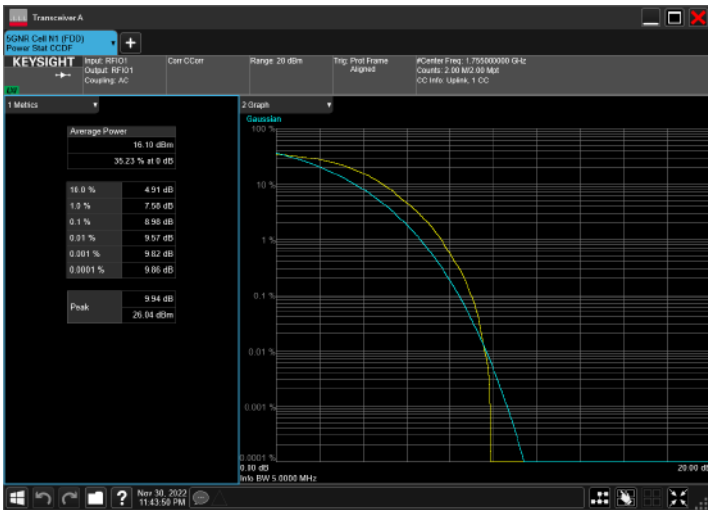 Transceiver A
5GNR Cell N1 (FDD)
Power Stat CCDF
KEYSIGHT
Input: RFIO1
Output: RFIO1
Coupling: AC
Corr CCorr
Range: 20 dBm
Trig: Prdt Frame
Aligned
#Center Freq: 1.755000000 GHz
Counts: 2.00 M/2.00 Mpt
CC Info: Uplink, 1 CC
1 Metrics
Average Power
16.10 dBm
35.23 % at 0 dB
10.0 % 4.91 dB
1.0 % 7.56 dB
0.1 % 8.98 dB
0.01 % 9.57 dB
0.001 % 9.82 dB
0.0001 % 9.86 dB
Peak
9.94 dB
26.04 dBm
2 Graph
Gaussian
100 %
10 %
1 %
0.1 %
0.01 %
0.001 %
0.0001 %
0.00 dB
20.00 dB
Info BW 5.0000 MHz
?
Nov 30, 2022
11:43:50 PM